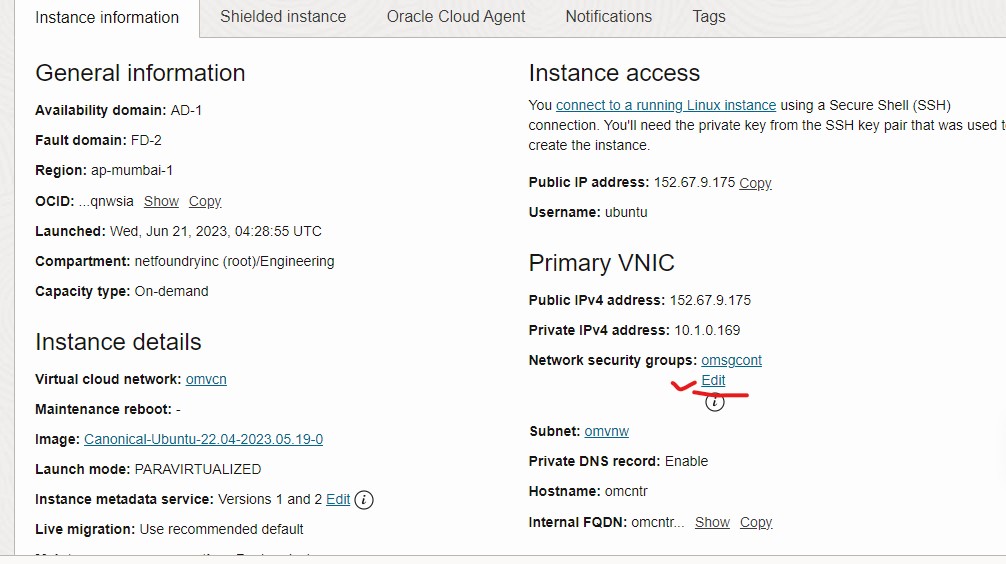 Instance information
Shielded instance
Oracle Cloud Agent
Notifications
Tags
General information
Availability domain: AD-1
Fault domain: FD-2
Region: ap-mumbai-1
OCID: ...qnwsia Show Copy
Launched: Wed, Jun 21, 2023, 04:28:55 UTC
Compartment: netfoundryinc (root)/Engineering
Capacity type: On-demand
Instance details
Virtual cloud network: omvcn
Maintenance reboot: -
Image: Canonical-Ubuntu-22.04-2023.05.19-0
Launch mode: PARAVIRTUALIZED
Instance metadata service: Versions 1 and 2 Edit i
Live migration: Use recommended default
Instance access
You connect to a running Linux instance using a Secure Shell (SSH)
connection. You'll need the private key from the SSH key pair that was used
create the instance.
Public IP address: 152.67.9.175 Copy
Username: ubuntu
Primary VNIC
Public IPv4 address: 152.67.9.175
Private IPv4 address: 10.1.0.169
Network security groups: omsgcont
Edit
i
Subnet: omvnw
Private DNS record: Enable
Hostname: omcntr
Internal FQDN: omcntr... Show Copy